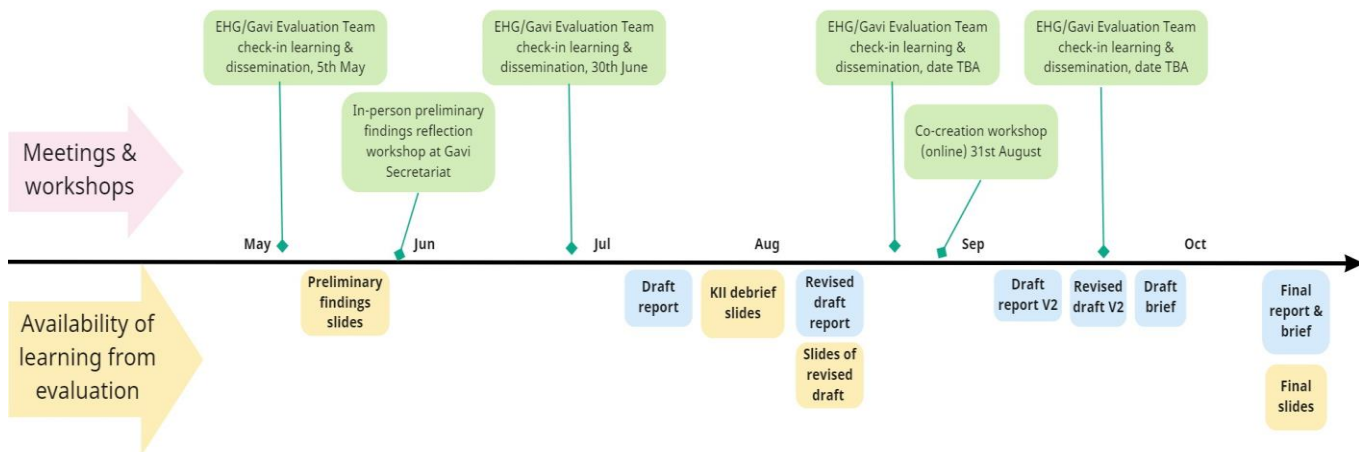 EHG/Gavi Evaluation Team
check-in learning &
dissemination, 5th May
EHG/Gavi Evaluation Team
check-in learning &
dissemination, 30th June
EHG/Gavi Evaluation Team
check-in learning &
dissemination, date TBA
EHG/Gavi Evaluation Team
check-in learning &
dissemination, date TBA
In-person preliminary
findings reflection
workshop at Gavi
Secretariat
Co-creation workshop
(online) 31st August
Meetings &
workshops
May
Jun
Jul
Aug
Sep
Oct
Availability of
learning from
evaluation
Preliminary
findings
slides
Draft
report
KII debrief
slides
Revised
draft
report
Slides of
revised
draft
Draft
report V2
Revised
draft V2
Draft
brief
Final
report &
brief
Final
slides